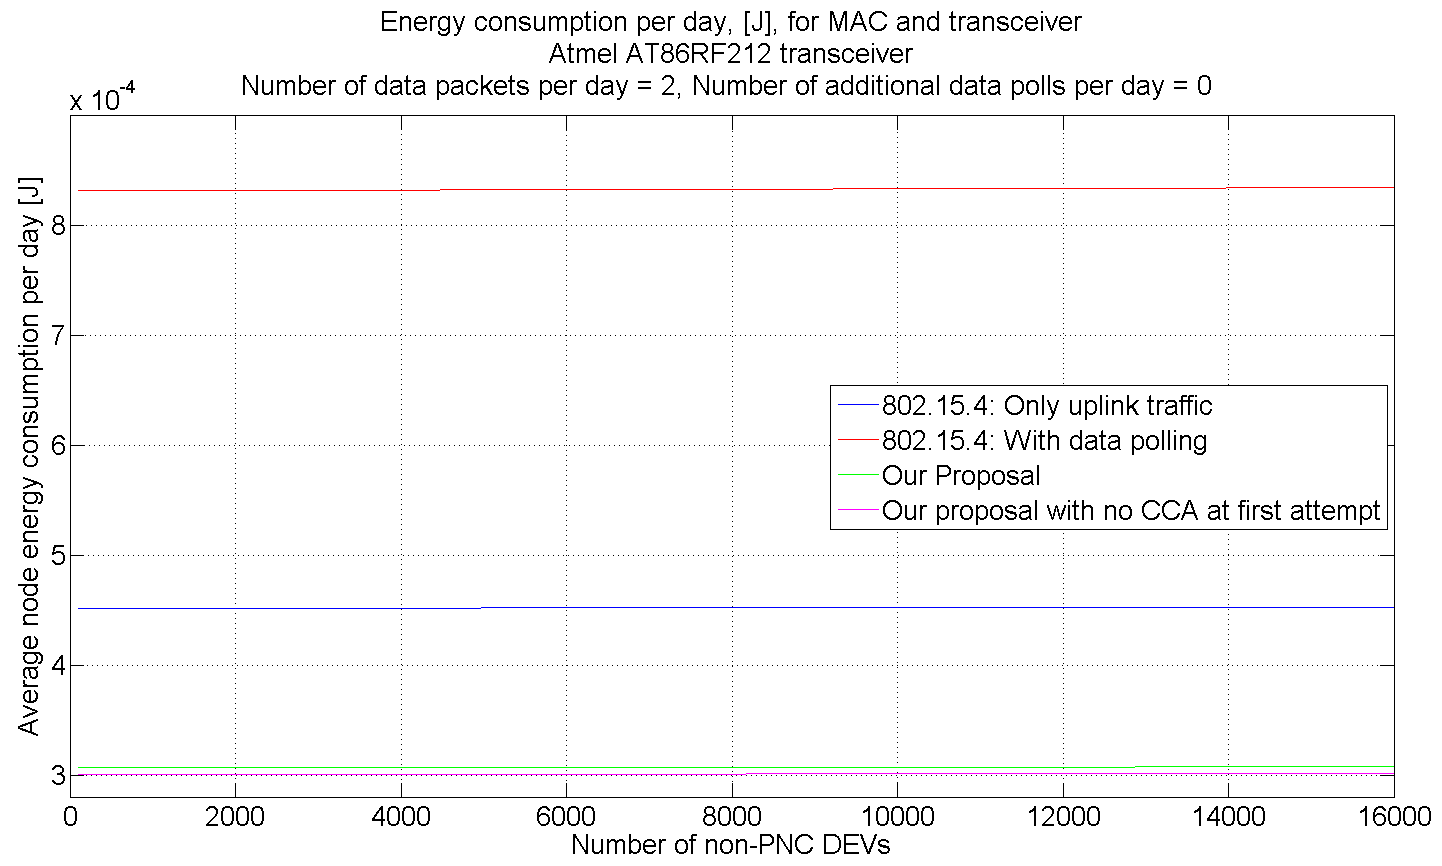 Energy consumption per day, [J], for MAC and transceiver
Atmel AT86RF212 transceiver
Number of data packets per day = 2, Number of additional data polls per day = 0
x 10-4
Average node energy consumption per day [J]
8
7
6
5
4
3
802.15.4: Only uplink traffic
802.15.4: With data polling
Our Proposal
Our proposal with no CCA at first attempt
0 2000 4000 6000 8000 10000 12000 14000 16000
Number of non-PNC DEVs